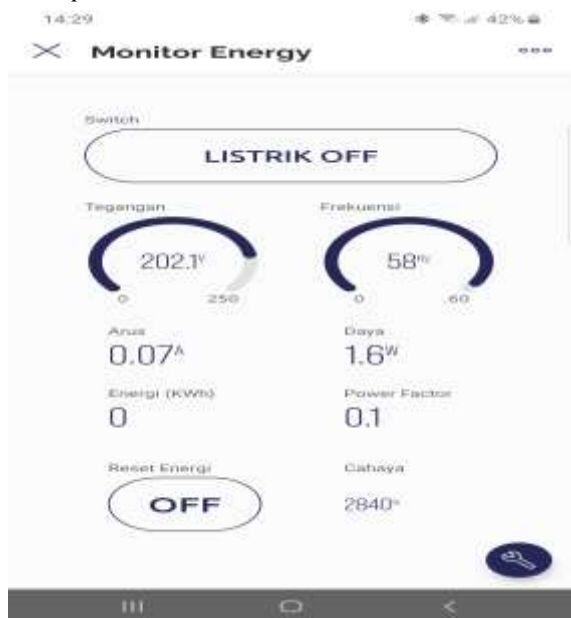 14:29 42%
Monitor Energy
Switch
LISTRIK OFF
Tegangan Frekuensi
202.1V 58Hz
0 250 0 60
Arus Daya
0.07A 1.6W
Energi (KWh) Power Factor
0 0.1
Reset Energi Cahaya
OFF 2840